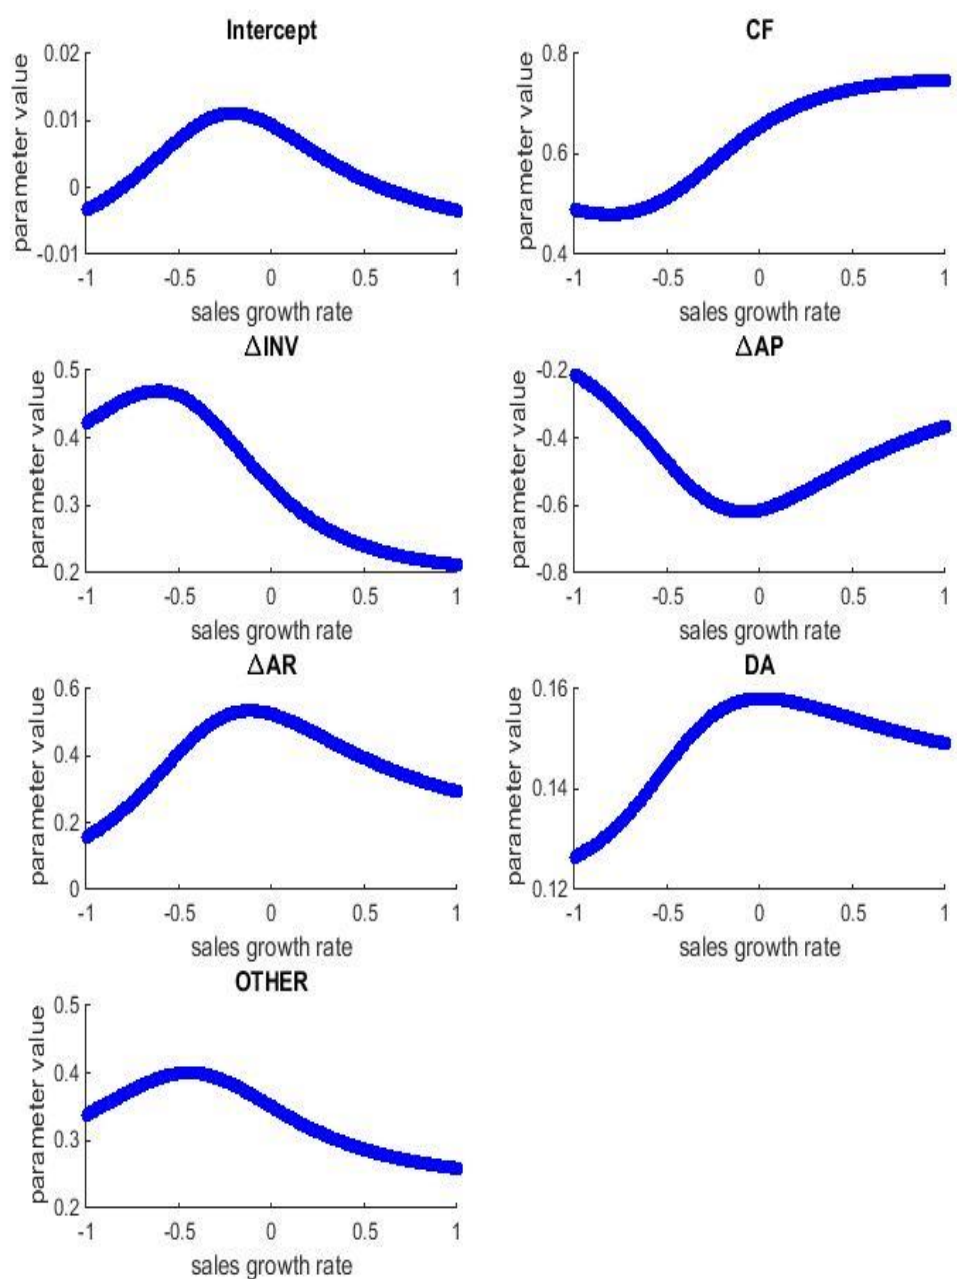 Intercept
0.02
0.01
0
-0.01
parameter value
-1 -0.5 0 0.5 1
sales growth rate
CF
0.8
0.6
0.4
parameter value
-1 -0.5 0 0.5 1
sales growth rate
ΔINV
0.5
0.4
0.3
0.2
parameter value
-1 -0.5 0 0.5 1
sales growth rate
ΔAP
-0.2
-0.4
-0.6
-0.8
parameter value
-1 -0.5 0 0.5 1
sales growth rate
ΔAR
0.6
0.4
0.2
0
parameter value
-1 -0.5 0 0.5 1
sales growth rate
DA
0.16
0.14
0.12
parameter value
-1 -0.5 0 0.5 1
sales growth rate
OTHER
0.5
0.4
0.3
0.2
parameter value
-1 -0.5 0 0.5 1
sales growth rate